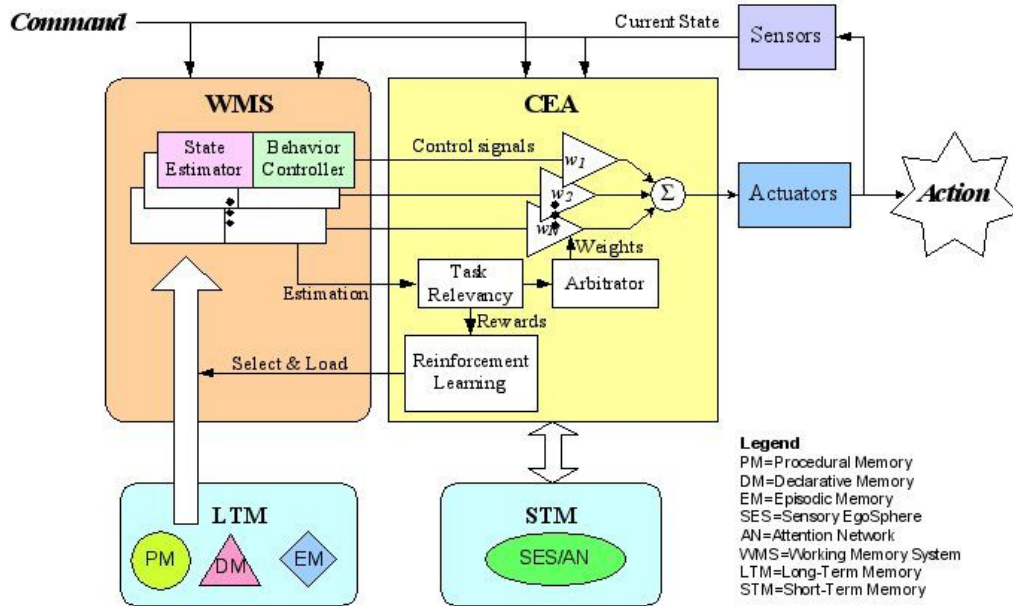 Command
Current State
Sensors
WMS
CEA
State
Estimator
Behavior
Controller
Control signals
w1
w2
wN
Σ
Actuators
Action
Weights
Estimation
Task
Relevancy
Arbitrator
Rewards
Select & Load
Reinforcement
Learning
LTM
PM
DM
EM
STM
SES/AN
Legend
PM=Procedural Memory
DM=Declarative Memory
EM=Episodic Memory
SES=Sensory EgoSphere
AN=Attention Network
WMS=Working Memory System
LTM=Long-Term Memory
STM=Short-Term Memory